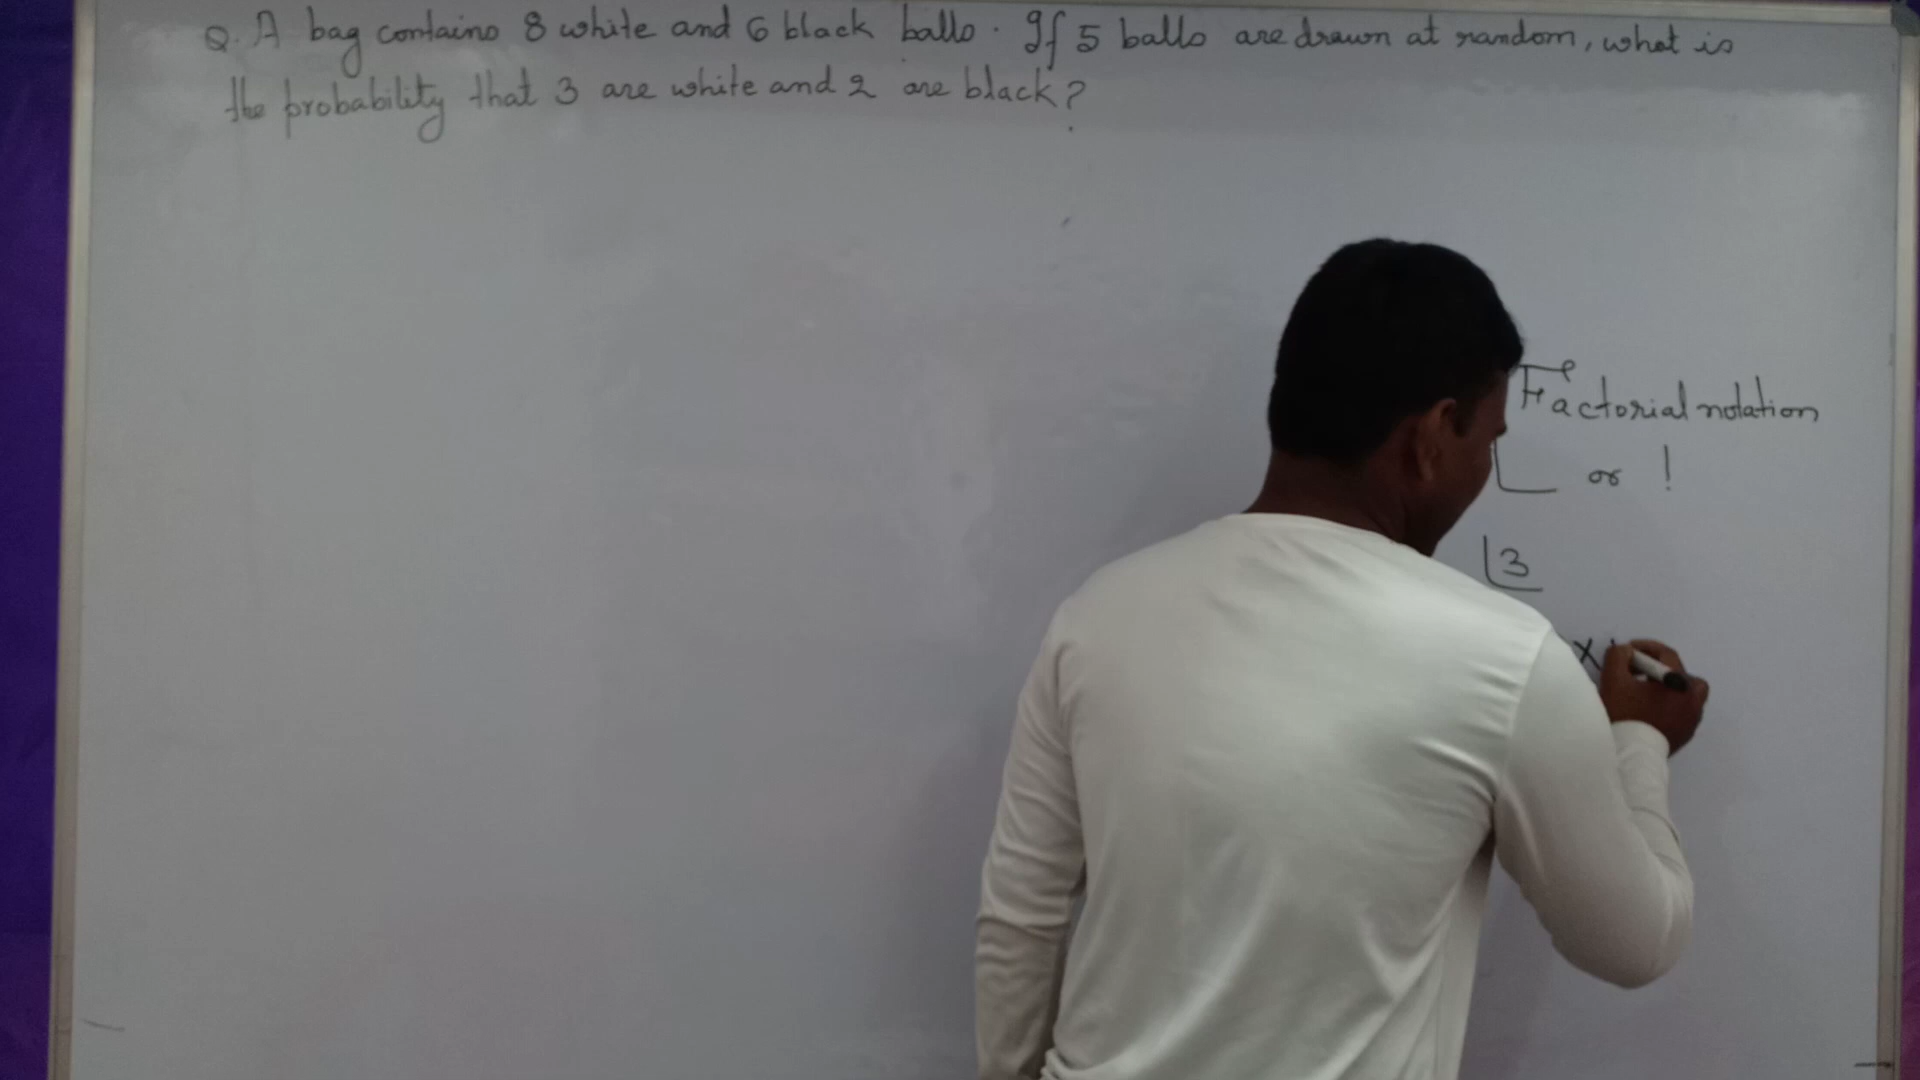 Q. A bag contains 8 white and 6 black balls. If 5 balls are drawn at random, what is
the probability that 3 are white and 2 are black?
Factorial notation
∟ or !
∟3
×